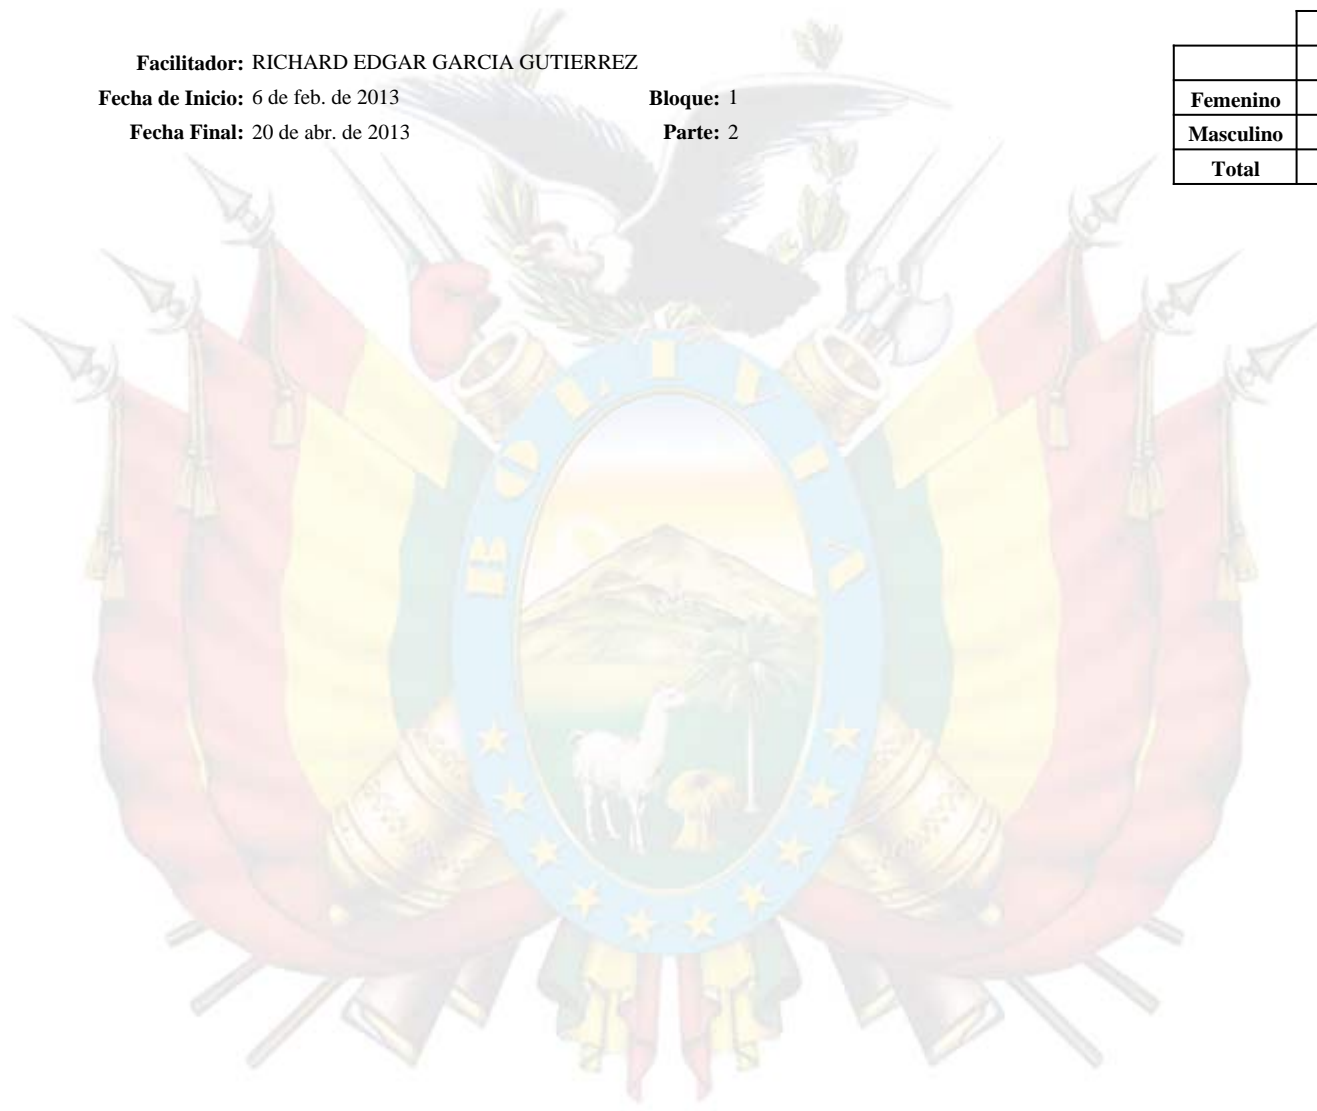 Facilitador: RICHARD EDGAR GARCIA GUTIERREZ
Fecha de Inicio: 6 de feb. de 2013 Bloque: 1
Fecha Final: 20 de abr. de 2013 Parte: 2
Femenino
Masculino
Total
BOLIVIA